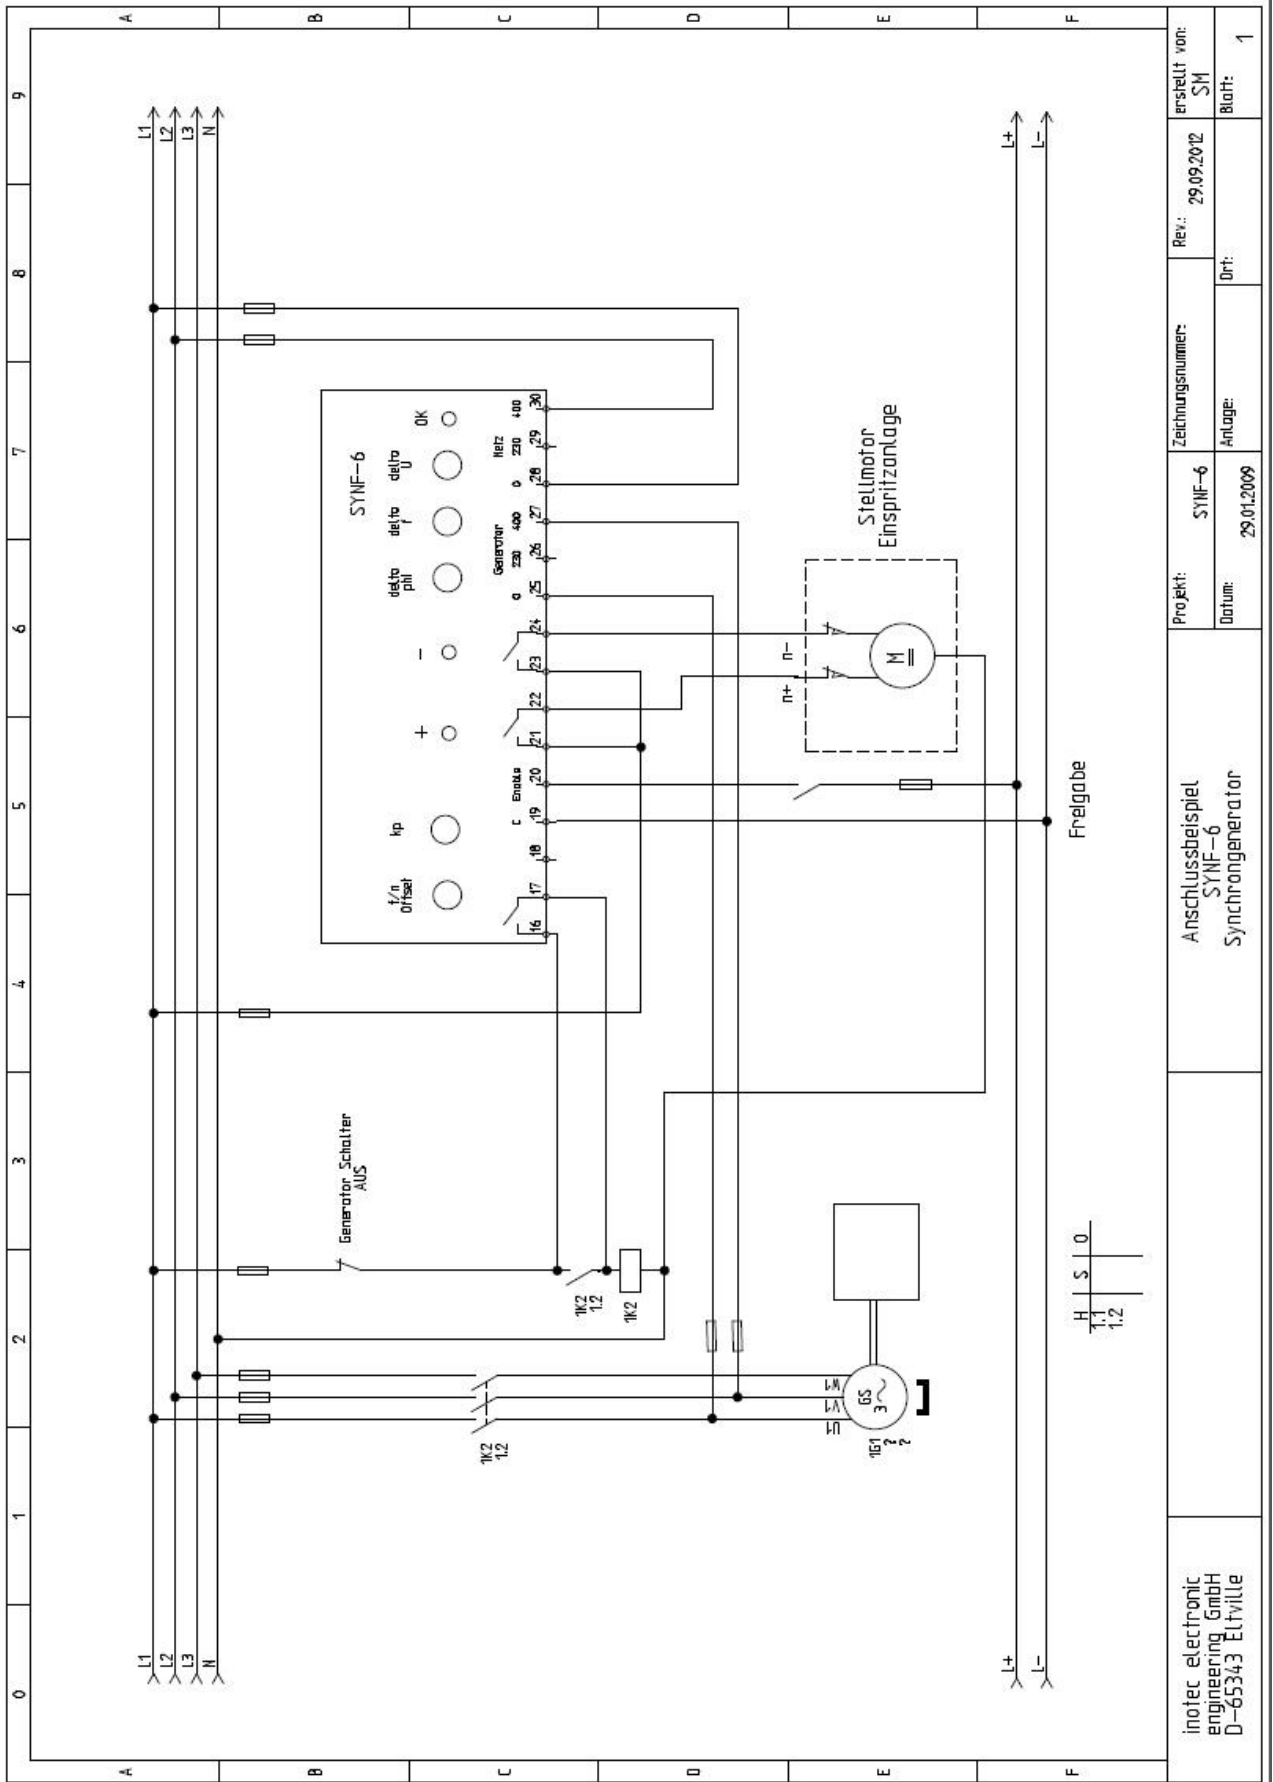 0 1 2 3 4 5 6 7 8 9
A
B
C
D
E
F
A
B
C
D
E
F
L1
L2
L3
N
L1
L2
L3
N
Generator Schalter
AUS
SYNF-6
f/n
Offset
kp
+
-
delta
phi
delta
f
delta
U
OK
C Enable
Generator
Netz
0 230 400 0 230 400
16 17 18 19 20 21 22 23 24 25 26 27 28 29 30
1K2
1.2
1K2
1.2
1K2
n+ n-
Stellmotor
Einspritzanlage
M
U1 V1 W1
GS
3
1G1
?
?
L+
L-
L+
L-
Freigabe
H S O
1.1
1.2
inotec electronic
engineering GmbH
D-65343 Eltville
Anschlussbeispiel
SYNF-6
Synchrongenerator
Projekt: SYNF-6
Datum: 29.01.2009
Zeichnungsnummer:
Anlage:
Rev.: 29.09.2012
Ort:
erstellt von:
SM
Blatt: 1